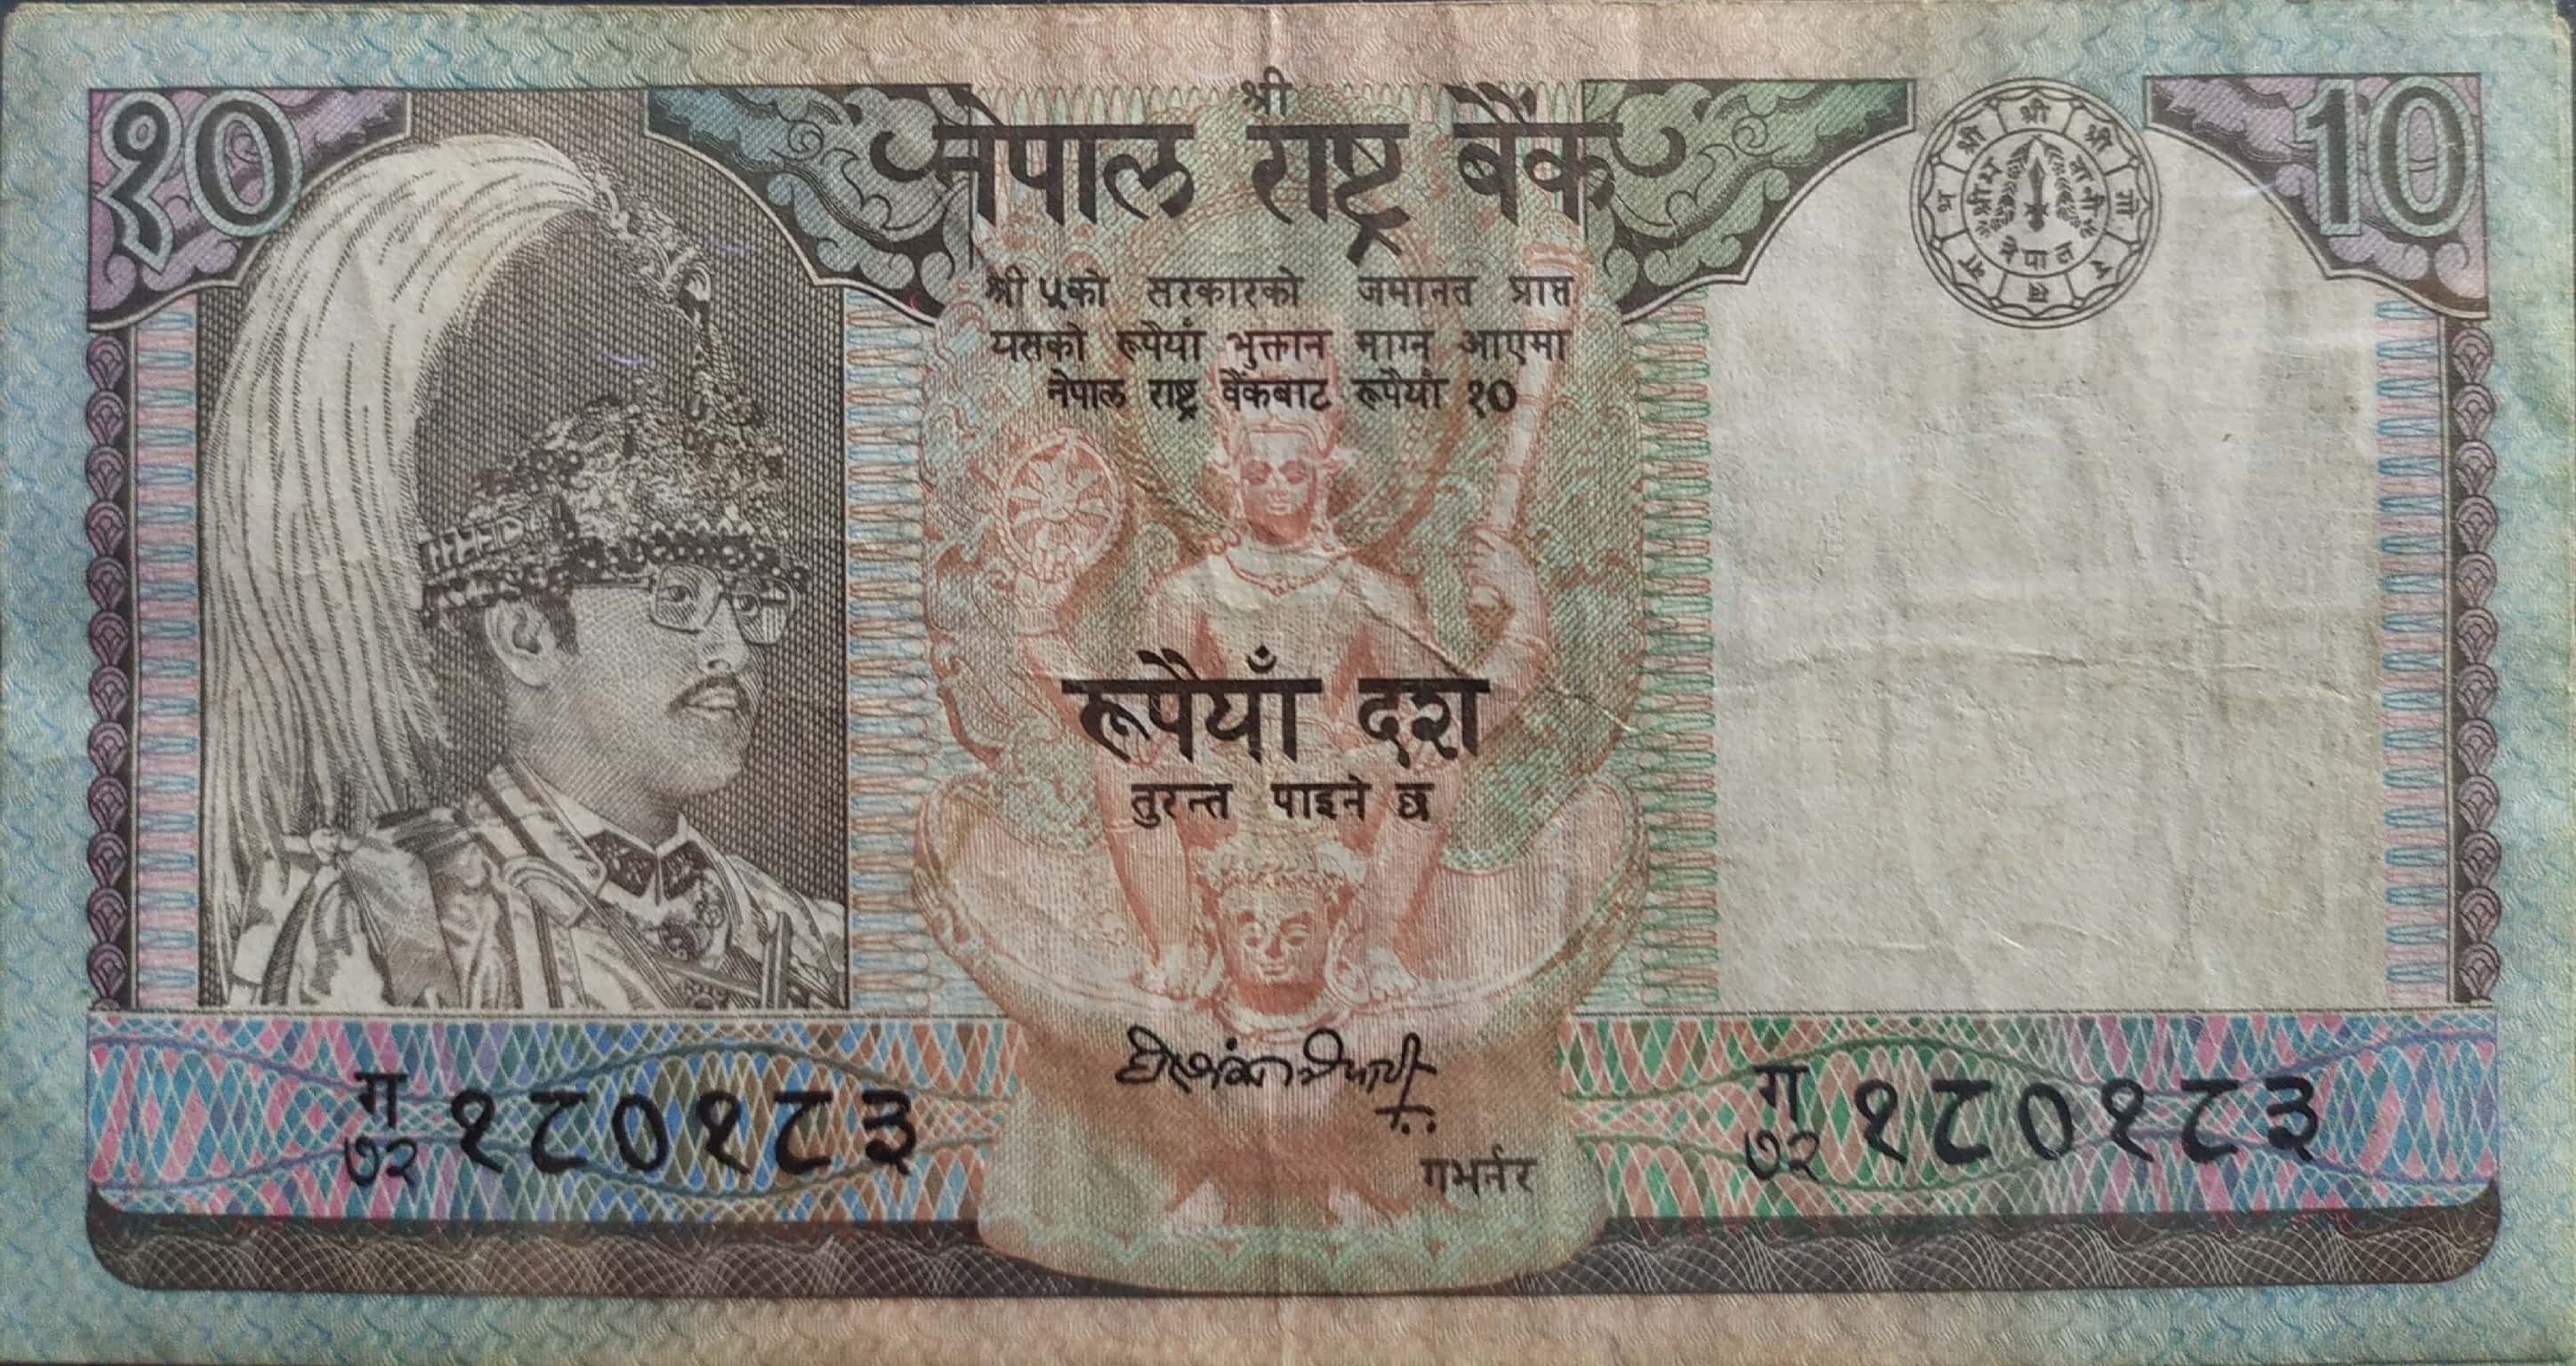 १० श्री 10
नेपाल राष्ट्र बैंक
श्री ५को सरकारको जमानत प्राप्त
यसको रूपैयाँ भुक्तान माग्न आएमा
नेपाल राष्ट्र बैंकबाट रूपैयाँ १०
रूपैयाँ दश
तुरन्त पाइने छ
ग/७२ १८०१८३
गभर्नर
ग/७२ १८०१८३